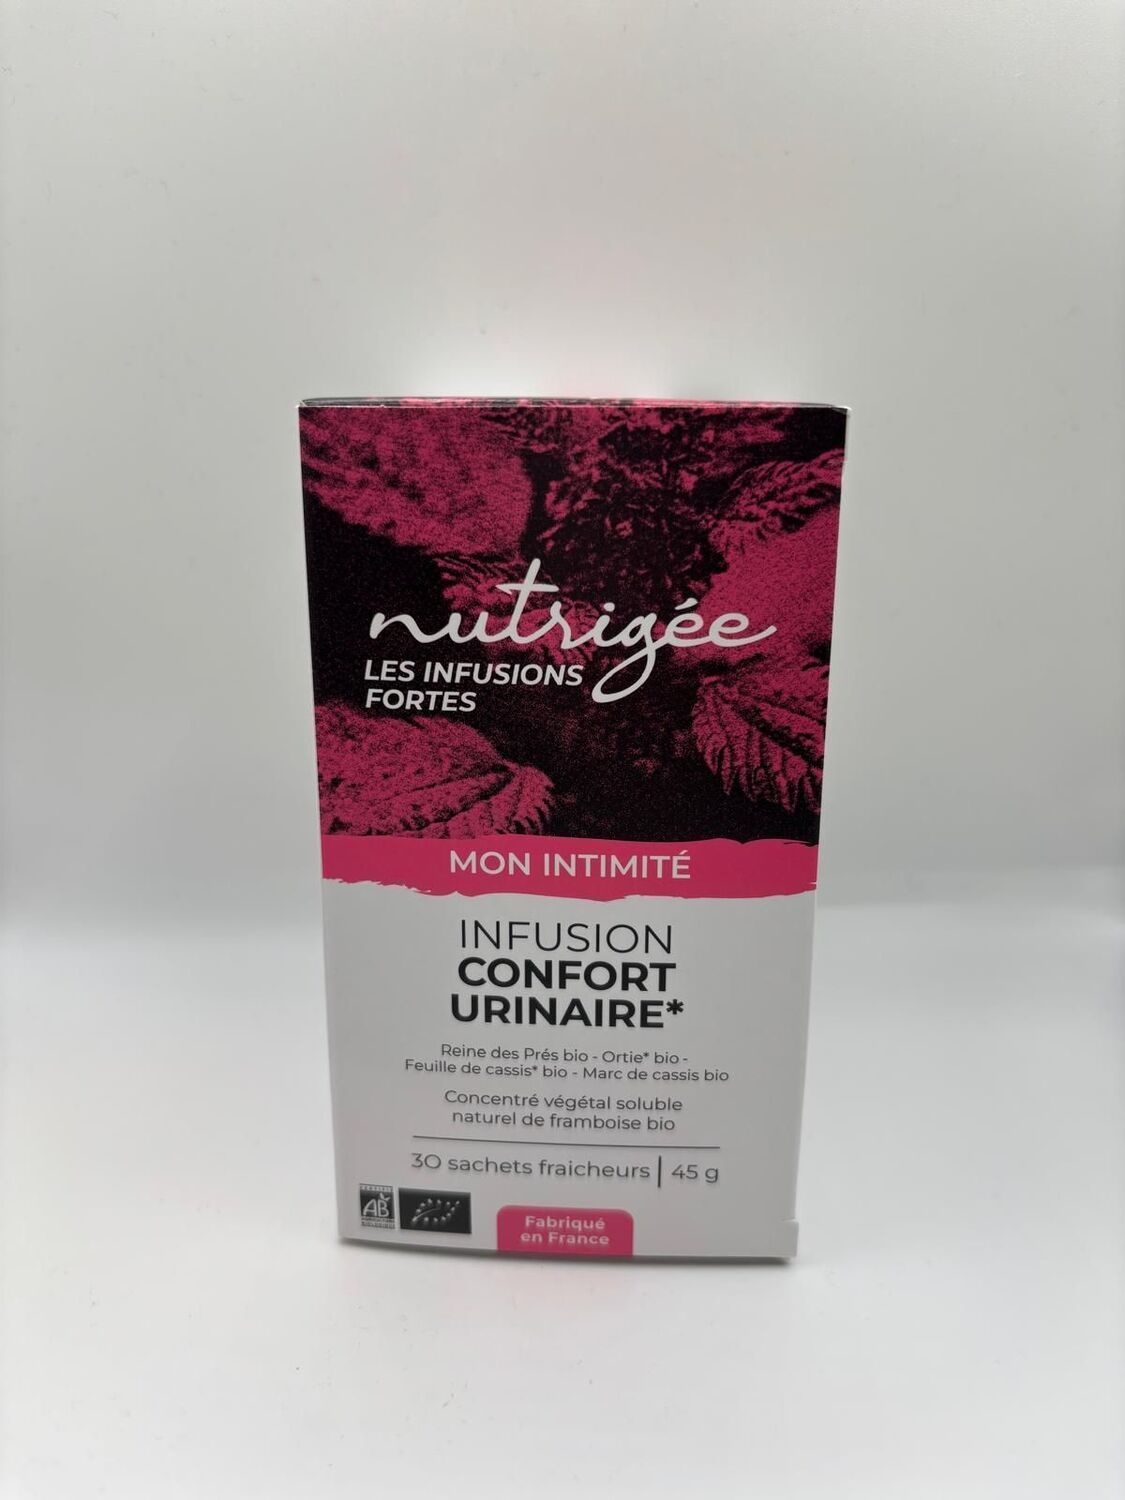 nutrigée
LES INFUSIONS
FORTES
MON INTIMITÉ
INFUSION
CONFORT
URINAIRE*
Reine des Prés bio - Ortie* bio -
Feuille de cassis* bio - Marc de cassis bio
Concentré végétal soluble
naturel de framboise bio
30 sachets fraicheurs | 45 g
AB
AGRICULTURE
BIOLOGIQUE
Fabriqué
en France